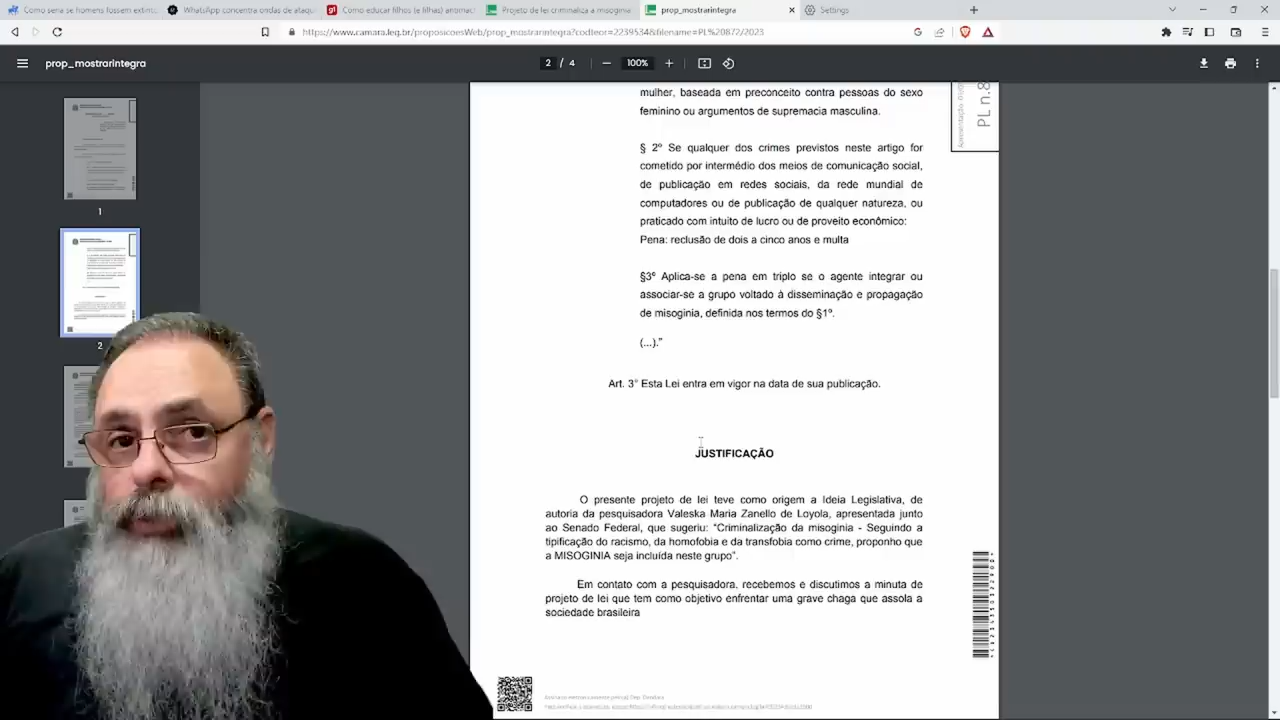 Como seria se homens fossem extint
WhatsApp concentra ondas de ataqu
Como educar filhos (e filhas) antimac
Projeto de lei criminaliza a misoginia
prop_mostrarintegra
Settings
https://www.camara.leg.br/proposicoesWeb/prop_mostrarintegra?codteor=2239534&filename=PL%20872/2023
prop_mostrarintegra
2 / 4
100%
mulher, baseada em preconceito contra pessoas do sexo
feminino ou argumentos de supremacia masculina.
§ 2º Se qualquer dos crimes previstos neste artigo for
cometido por intermédio dos meios de comunicação social,
de publicação em redes sociais, da rede mundial de
computadores ou de publicação de qualquer natureza, ou
praticado com intuito de lucro ou de proveito econômico:
Pena: reclusão de dois a cinco anos e multa
§3º Aplica-se a pena em triplo se o agente integrar ou
associar-se a grupo voltado à disseminação e propagação
de misoginia, definida nos termos do §1º.
(...)."
Art. 3° Esta Lei entra em vigor na data de sua publicação.
JUSTIFICAÇÃO
O presente projeto de lei teve como origem a Ideia Legislativa, de
autoria da pesquisadora Valeska Maria Zanello de Loyola, apresentada junto
ao Senado Federal, que sugeriu: "Criminalização da misoginia - Seguindo a
tipificação do racismo, da homofobia e da transfobia como crime, proponho que
a MISOGINIA seja incluída neste grupo".
Em contato com a pesquisadora, recebemos e discutimos a minuta de
projeto de lei que tem como objetivo enfrentar uma grave chaga que assola a
sociedade brasileira
PL n.8
Apresentação:
1
2